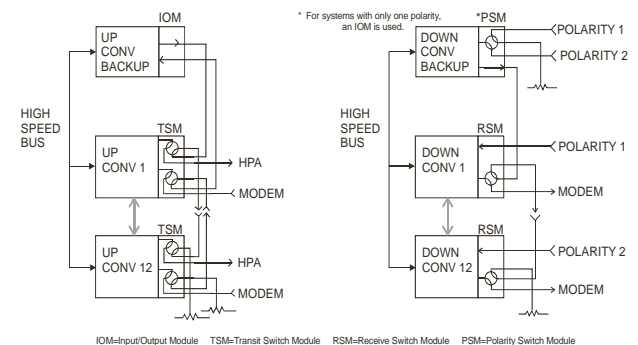 IOM
UP
CONV
BACKUP
HIGH
SPEED
BUS
TSM
UP
CONV 1
HPA
MODEM
TSM
UP
CONV 12
HPA
MODEM
* For systems with only one polarity,
an IOM is used.
*PSM
DOWN
CONV
BACKUP
POLARITY 1
POLARITY 2
HIGH
SPEED
BUS
RSM
DOWN
CONV 1
POLARITY 1
MODEM
RSM
DOWN
CONV 12
POLARITY 2
MODEM
IOM=Input/Output Module TSM=Transit Switch Module RSM=Receive Switch Module PSM=Polarity Switch Module